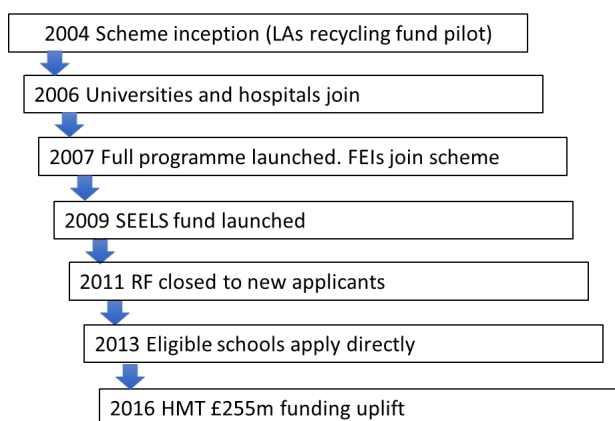 2004 Scheme inception (LAs recycling fund pilot)
2006 Universities and hospitals join
2007 Full programme launched. FEIs join scheme
2009 SEELS fund launched
2011 RF closed to new applicants
2013 Eligible schools apply directly
2016 HMT £255m funding uplift